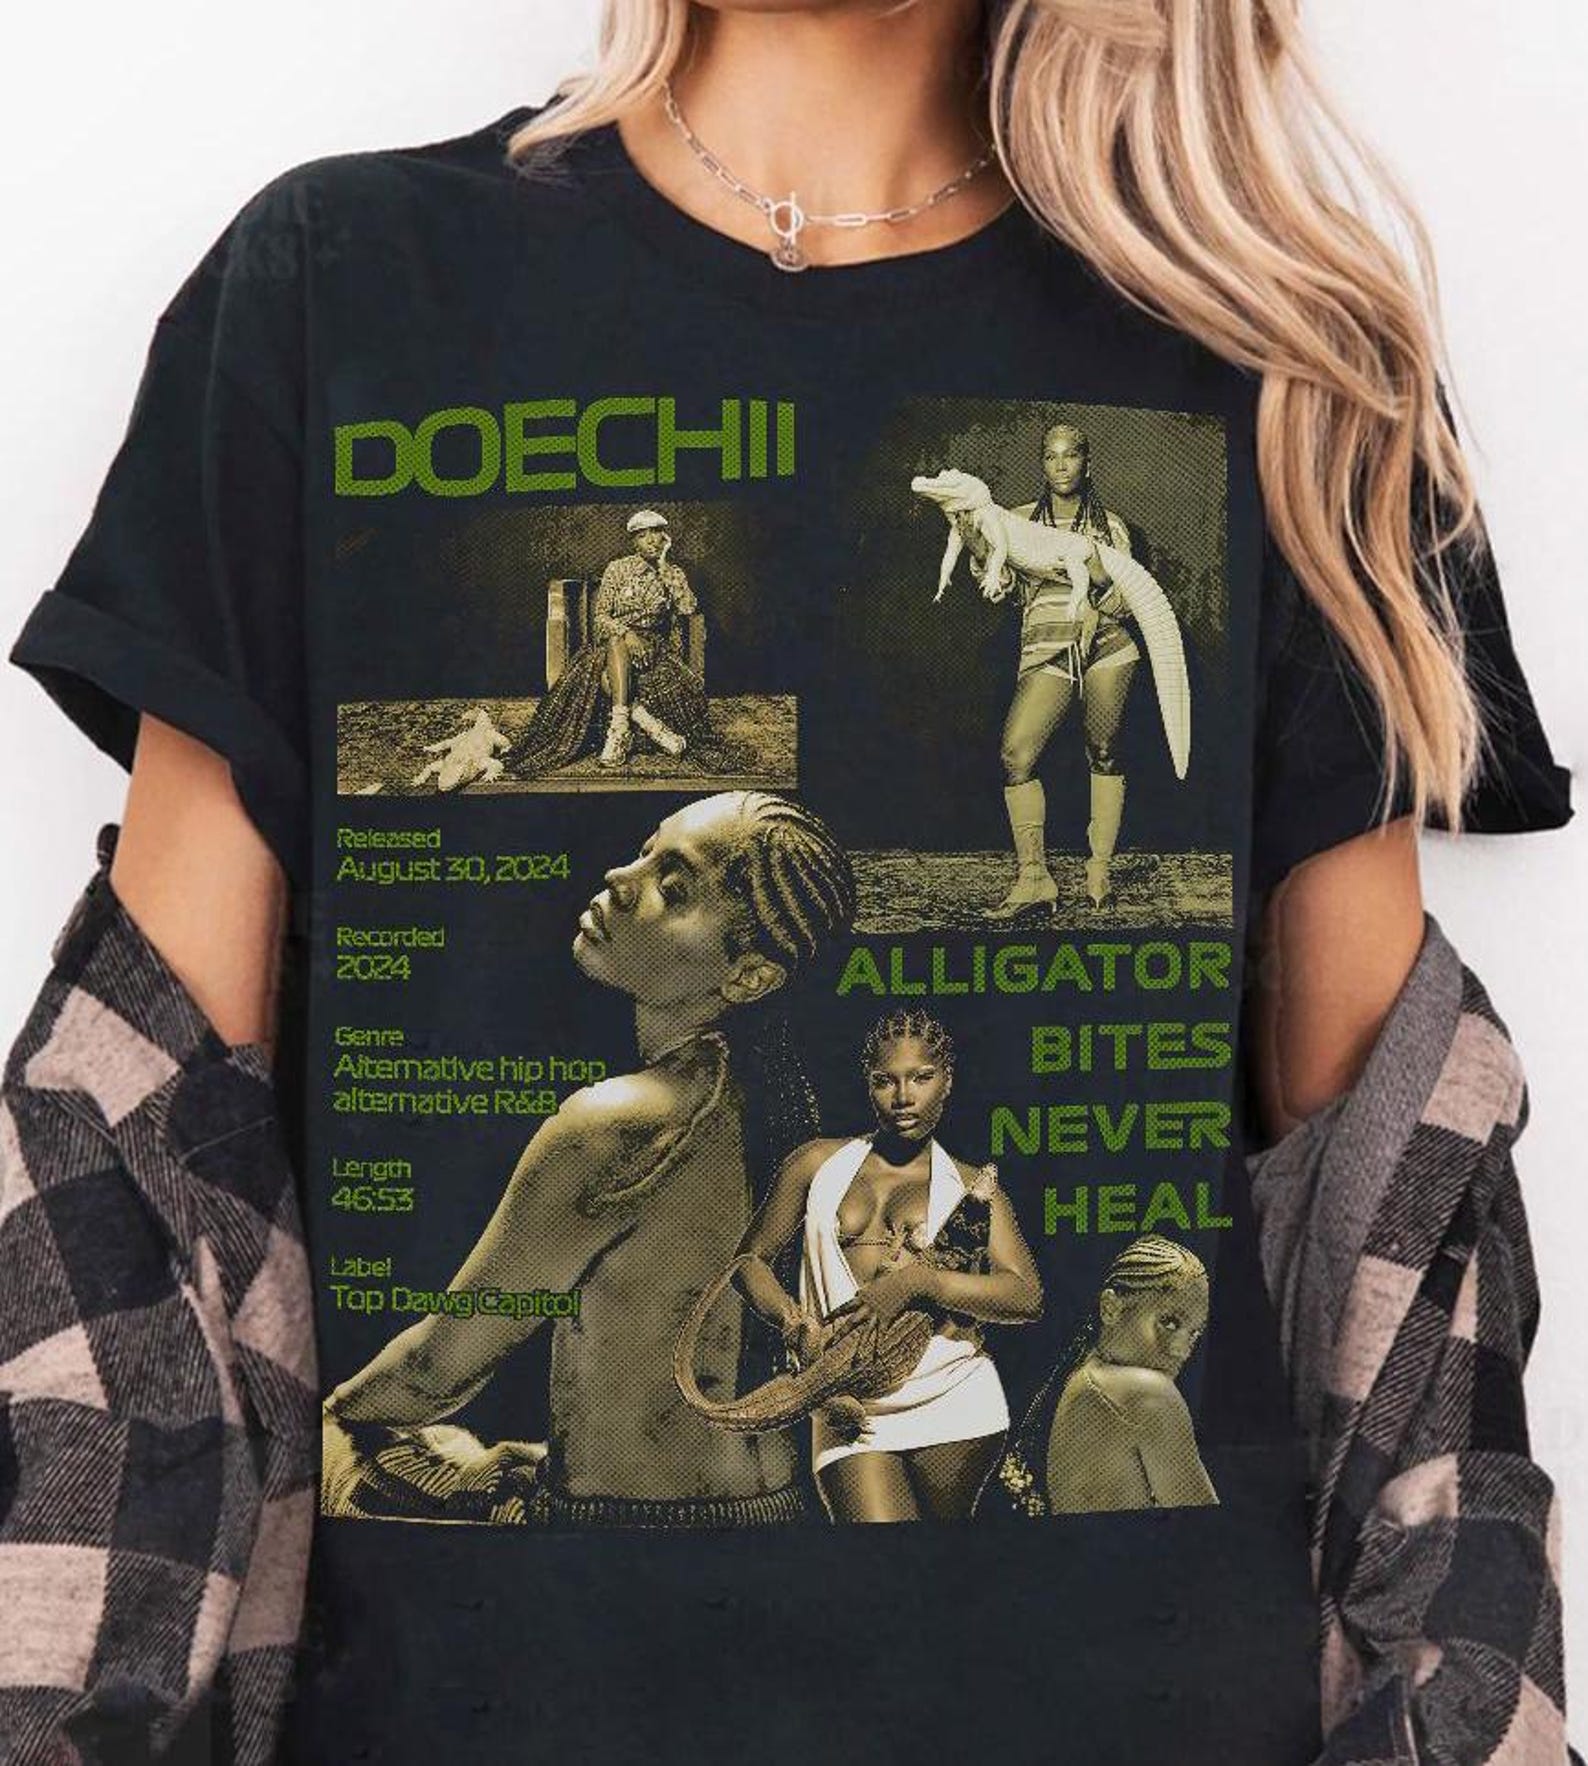 DOECHII
Released
August 30, 2024
Recorded
2024
Genre
Alternative hip hop
alternative R&B
Length
46:53
Label
Top Dawg Capitol
ALLIGATOR
BITES
NEVER
HEAL